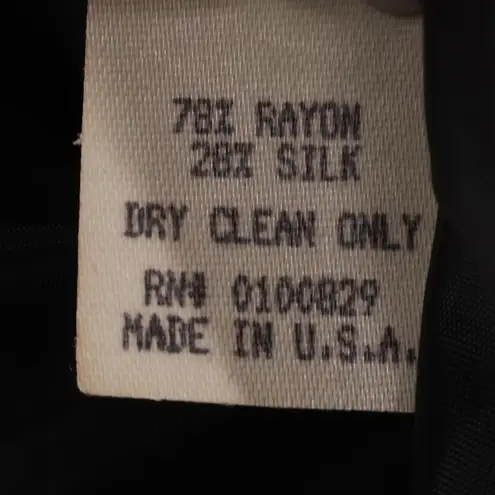 78% RAYON
28% SILK
DRY CLEAN ONLY
RN# 0100829
MADE IN U.S.A.